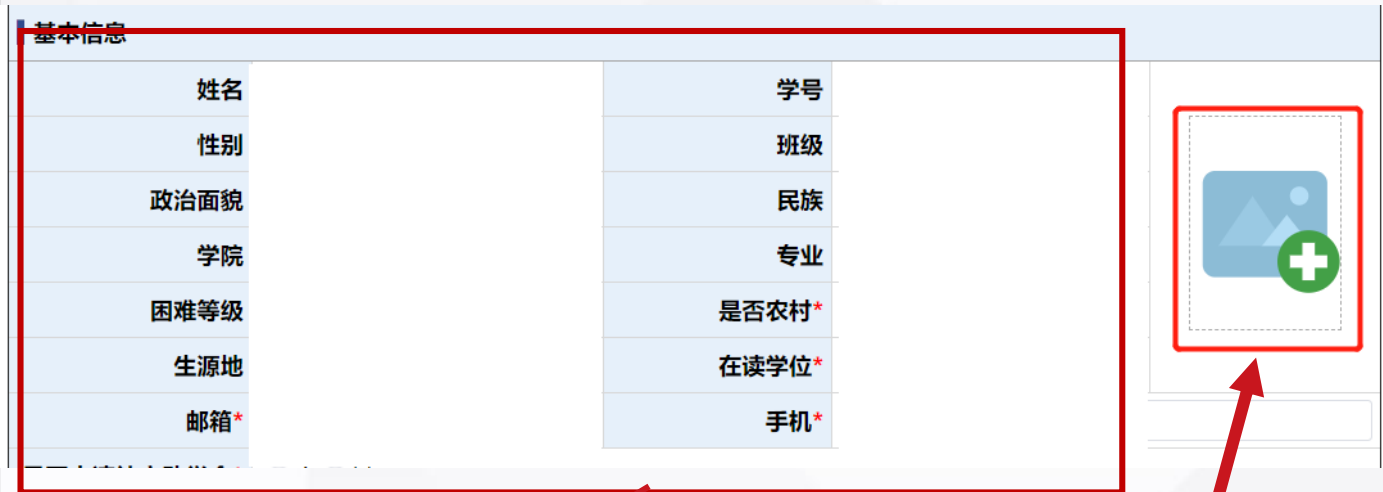 基本信息
姓名 学号
性别 班级
政治面貌 民族
学院 专业
困难等级 是否农村*
生源地 在读学位*
邮箱* 手机*